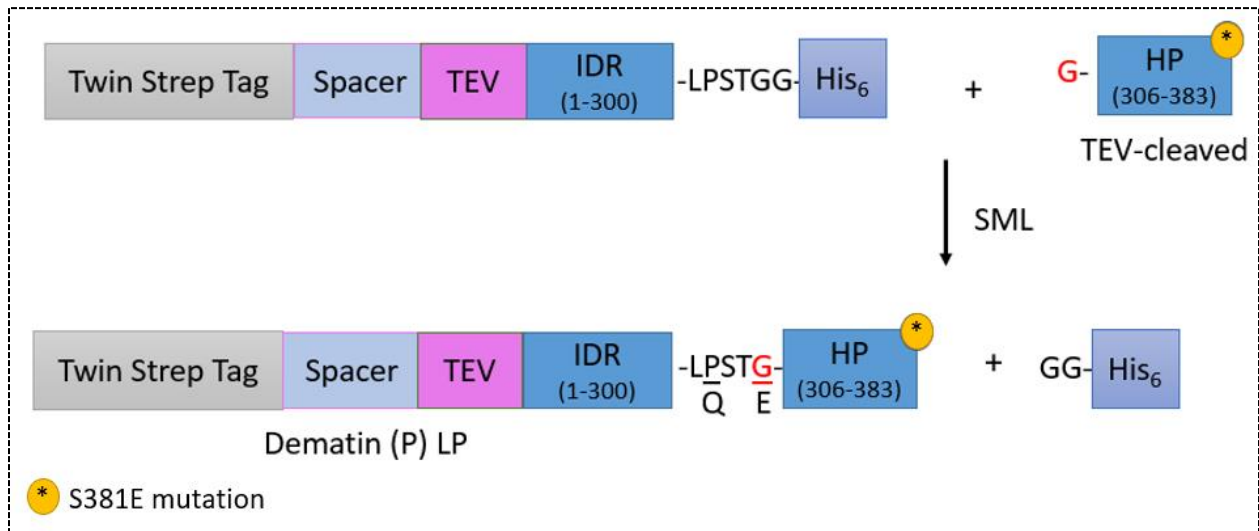 Twin Strep Tag Spacer TEV IDR (1-300) -LPSTGG- His₆ + G- HP (306-383) *
TEV-cleaved
SML
Twin Strep Tag Spacer TEV IDR (1-300) -LPSTG- HP (306-383) * + GG- His₆
Q E
Dematin (P) LP
* S381E mutation